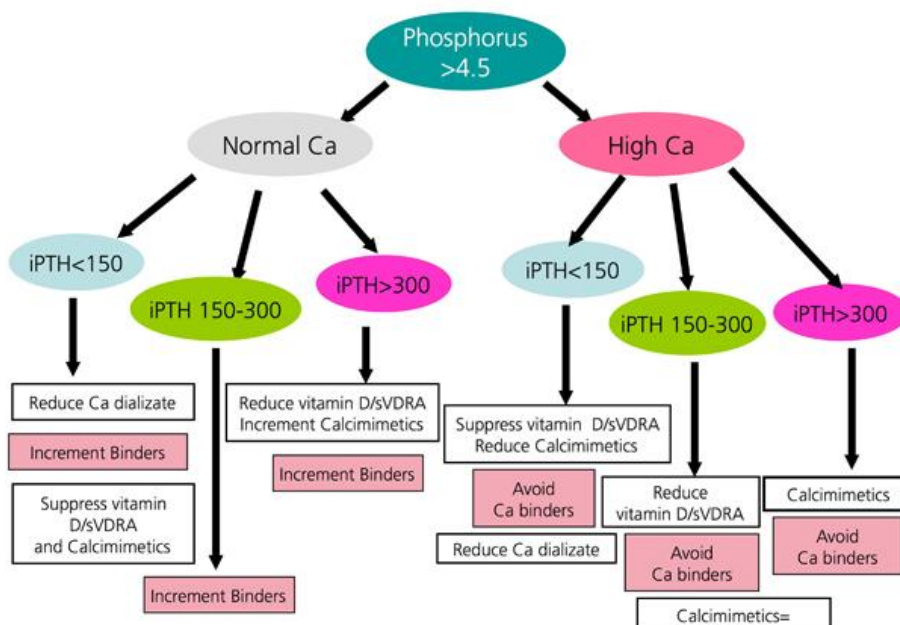 Phosphorus
>4.5
Normal Ca
High Ca
iPTH<150
iPTH 150-300
iPTH>300
iPTH<150
iPTH 150-300
iPTH>300
Reduce Ca dializate
Increment Binders
Suppress vitamin
D/sVDRA
and Calcimimetics
Increment Binders
Reduce vitamin D/sVDRA
Increment Calcimimetics
Increment Binders
Suppress vitamin D/sVDRA
Reduce Calcimimetics
Avoid
Ca binders
Reduce Ca dializate
Reduce
vitamin D/sVDRA
Avoid
Ca binders
Calcimimetics=
Calcimimetics
Avoid
Ca binders